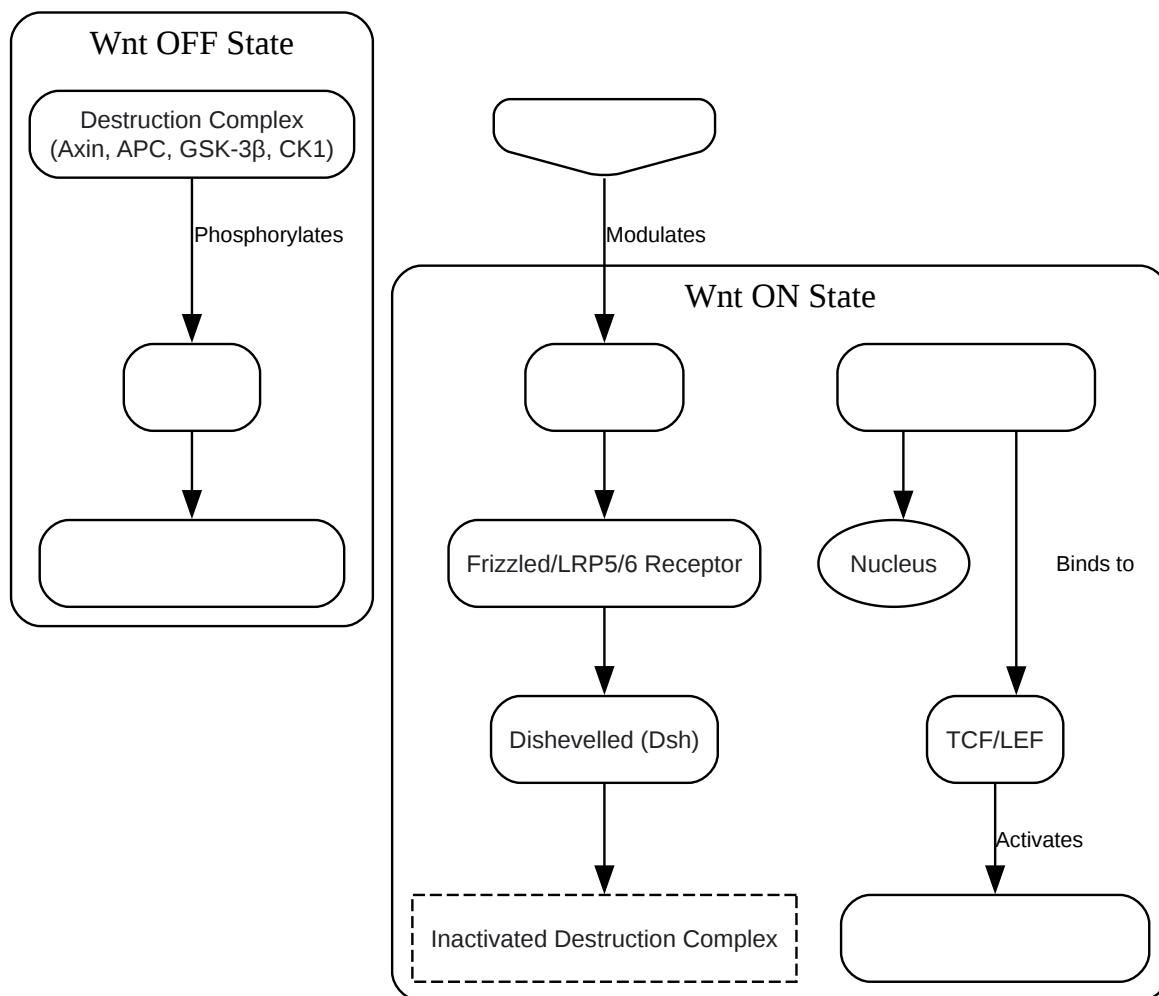 Wnt OFF State
Destruction Complex
(Axin, APC, GSK-3β, CK1)
Phosphorylates
Modulates
Wnt ON State
Frizzled/LRP5/6 Receptor
Nucleus
Binds to
Dishevelled (Dsh)
TCF/LEF
Activates
Inactivated Destruction Complex